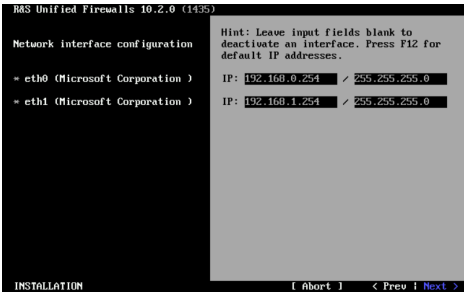 R&S Unified Firewalls 10.2.0 (1435)
Network interface configuration
Hint: Leave input fields blank to
deactivate an interface. Press F12 for
default IP addresses.
* eth0 (Microsoft Corporation ) IP: 192.168.0.254 / 255.255.255.0
* eth1 (Microsoft Corporation ) IP: 192.168.1.254 / 255.255.255.0
INSTALLATION [ Abort ] < Prev | Next >